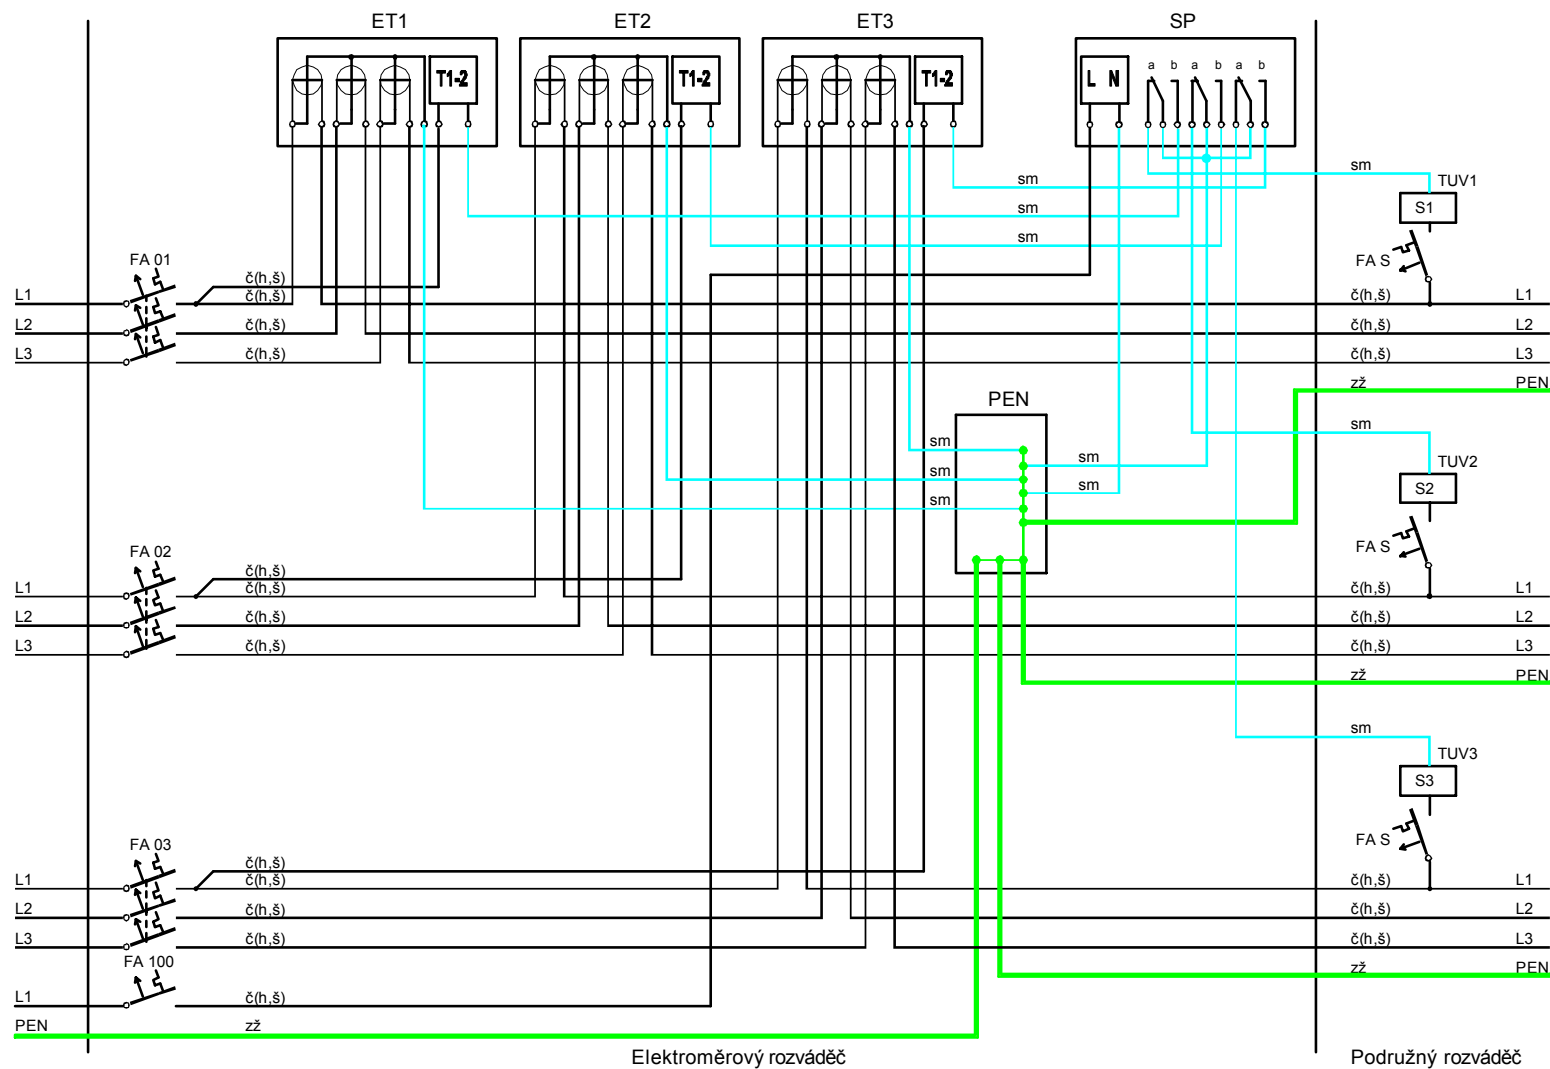 ET1 ET2 ET3 SP
T1-2 T1-2 T1-2 L N a b a b a b
sm sm TUV1
sm S1
sm
FA 01 FA S
č(h,š)
L1 č(h,š) č(h,š) L1
L2 č(h,š) č(h,š) L2
L3 č(h,š) č(h,š) L3
zž PEN
PEN
sm
sm sm TUV2
sm sm S2
sm
FA 02 FA S
č(h,š)
L1 č(h,š) č(h,š) L1
L2 č(h,š) č(h,š) L2
L3 č(h,š) č(h,š) L3
zž PEN
sm
TUV3
S3
FA 03 FA S
č(h,š)
L1 č(h,š) č(h,š) L1
L2 č(h,š) č(h,š) L2
L3 č(h,š) č(h,š) L3
FA 100 zž PEN
L1 č(h,š)
PEN zž
Elektroměrový rozváděč Podružný rozváděč